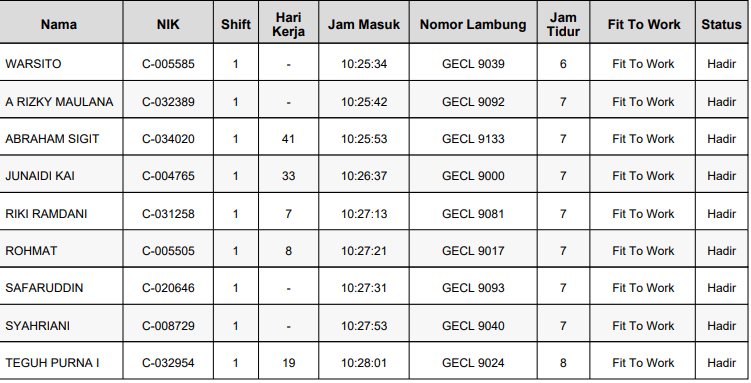 Nama NIK Shift Hari Kerja Jam Masuk Nomor Lambung Jam Tidur Fit To Work Status
WARSITO C-005585 1 - 10:25:34 GECL 9039 6 Fit To Work Hadir
A RIZKY MAULANA C-032389 1 - 10:25:42 GECL 9092 7 Fit To Work Hadir
ABRAHAM SIGIT C-034020 1 41 10:25:53 GECL 9133 7 Fit To Work Hadir
JUNAIDI KAI C-004765 1 33 10:26:37 GECL 9000 7 Fit To Work Hadir
RIKI RAMDANI C-031258 1 7 10:27:13 GECL 9081 7 Fit To Work Hadir
ROHMAT C-005505 1 8 10:27:21 GECL 9017 7 Fit To Work Hadir
SAFARUDDIN C-020646 1 - 10:27:31 GECL 9093 7 Fit To Work Hadir
SYAHRIANI C-008729 1 - 10:27:53 GECL 9040 7 Fit To Work Hadir
TEGUH PURNA I C-032954 1 19 10:28:01 GECL 9024 8 Fit To Work Hadir